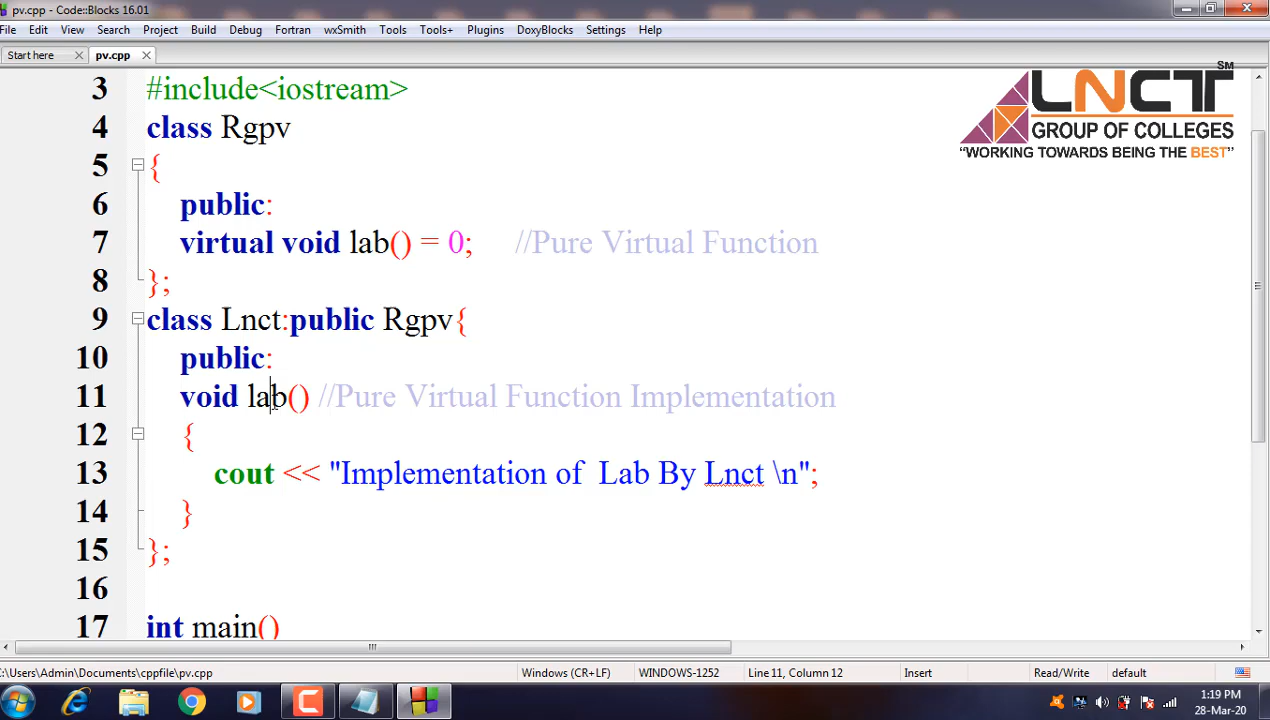 pv.cpp - Code::Blocks 16.01
File Edit View Search Project Build Debug Fortran wxSmith Tools Tools+ Plugins DoxyBlocks Settings Help
Start here pv.cpp
SM
LNCT
GROUP OF COLLEGES
"WORKING TOWARDS BEING THE BEST"
3 #include<iostream>
4 class Rgpv
5 {
6 public:
7 virtual void lab() = 0; //Pure Virtual Function
8 };
9 class Lnct:public Rgpv{
10 public:
11 void lab() //Pure Virtual Function Implementation
12 {
13 cout << "Implementation of  Lab By Lnct \n";
14 }
15 };
16
17 int main()
:\Users\Admin\Documents\cppfile\pv.cpp Windows (CR+LF) WINDOWS-1252 Line 11, Column 12 Insert Read/Write default
1:19 PM
28-Mar-20